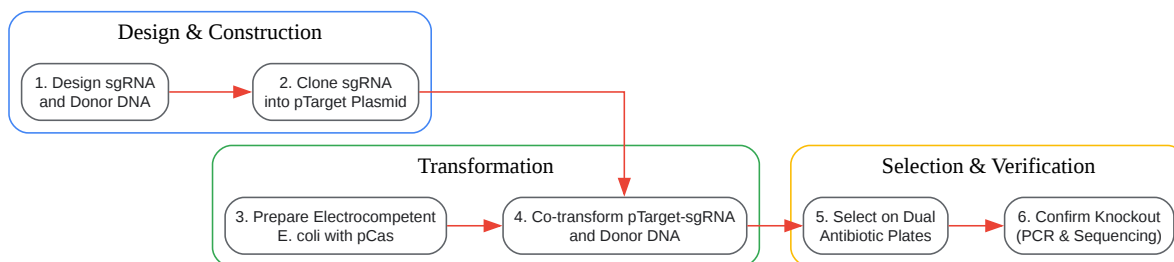 Design & Construction
1. Design sgRNA
and Donor DNA
2. Clone sgRNA
into pTarget Plasmid
Transformation
3. Prepare Electrocompetent
E. coli with pCas
4. Co-transform pTarget-sgRNA
and Donor DNA
Selection & Verification
5. Select on Dual
Antibiotic Plates
6. Confirm Knockout
(PCR & Sequencing)